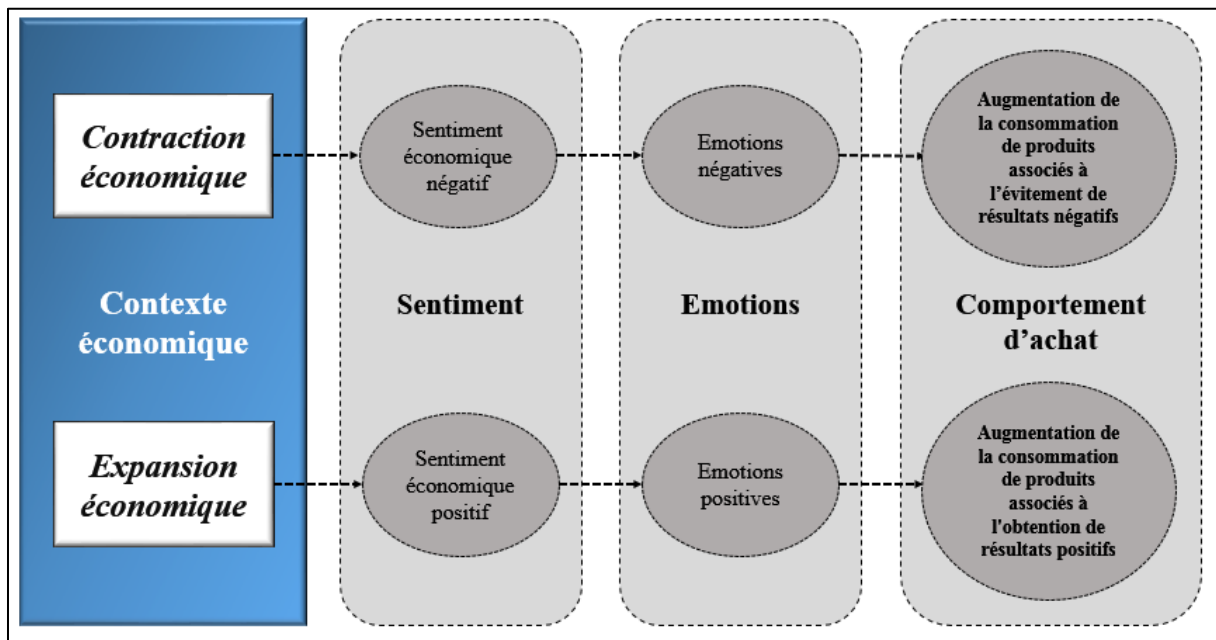 Contraction
économique
Sentiment
économique
négatif
Emotions
négatives
Augmentation de
la consommation
de produits
associés à
l'évitement de
résultats négatifs
Contexte
économique
Sentiment
Emotions
Comportement
d'achat
Expansion
économique
Sentiment
économique
positif
Emotions
positives
Augmentation de
la consommation
de produits
associés à
l'obtention de
résultats positifs